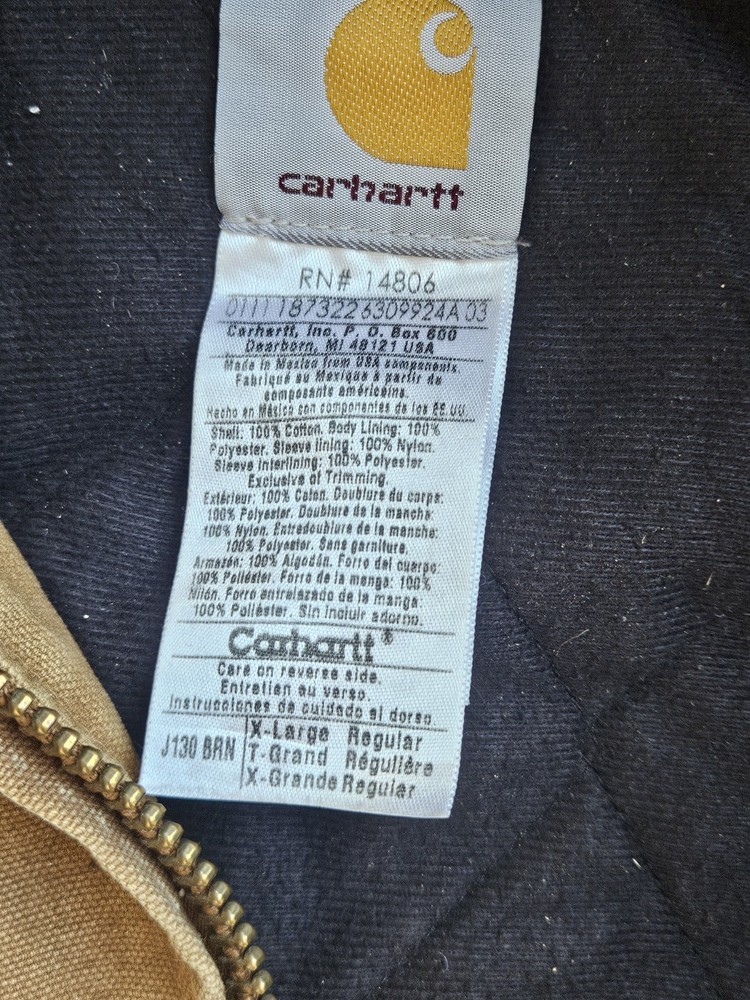 carhartt
RN# 14806
0111 1873226309924A 03
Carhartt, Inc. P. O. Box 600
Dearborn, MI 48121 USA
Made in Mexico from USA components.
Fabriqué au Mexique à partir de
composants américains.
Hecho en México con componentes de los EE.UU.
Shell: 100% Cotton. Body Lining: 100%
Polyester. Sleeve lining: 100% Nylon.
Sleeve Interlining: 100% Polyester.
Exclusive of Trimming.
Extérieur: 100% Coton. Doublure du corps:
100% Polyester. Doublure de la manche:
100% Nylon. Entredoublure de la manche:
100% Polyester. Sans garniture.
Armazón: 100% Algodón. Forro del cuerpo:
100% Poliéster. Forro de la manga: 100%
Nilón. Forro entrelazado de la manga:
100% Poliéster. Sin incluir adorno.
Carhartt®
Care on reverse side.
Entretien au verso.
Instrucciones de cuidado al dorso.
J130 BRN
X-Large Regular
T-Grand Régulière
X-Grande Regular